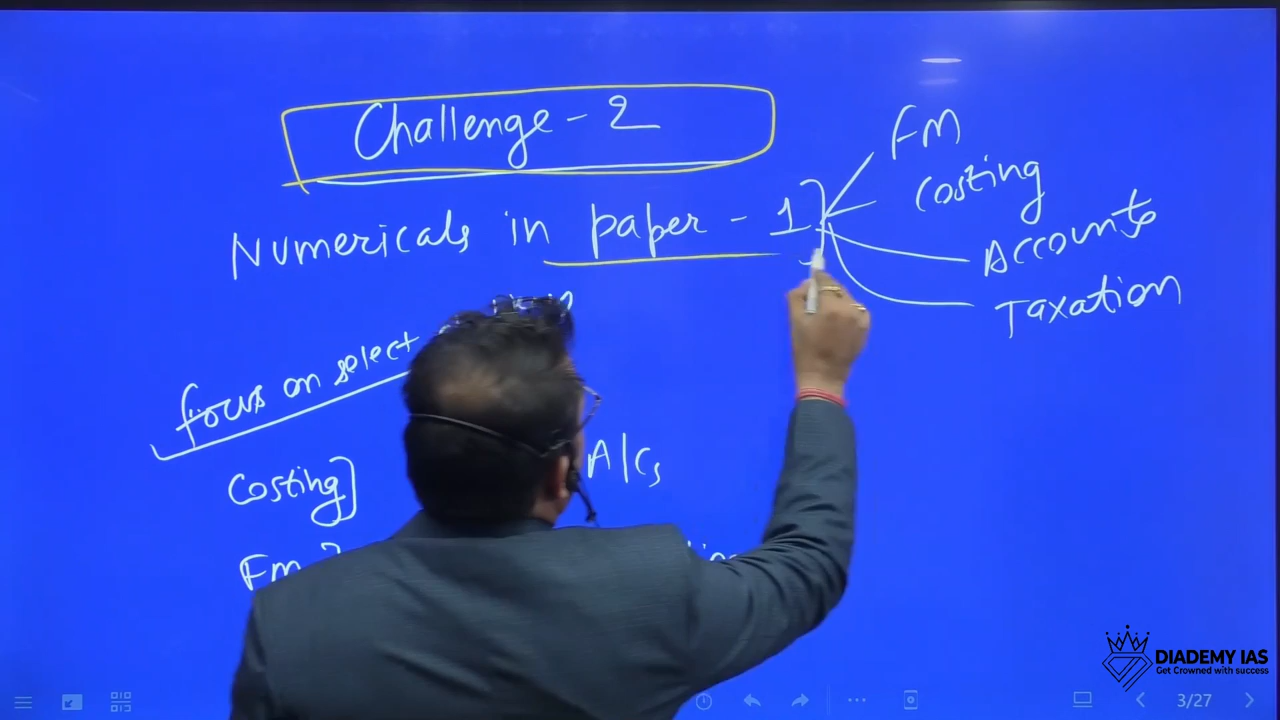 Challenge - 2
Numericals in paper - 1
FM
Costing
Accounts
Taxation
focus on select
Costing
A/Cs
Fm
DIADEMY IAS
Get Crowned with success
3/27